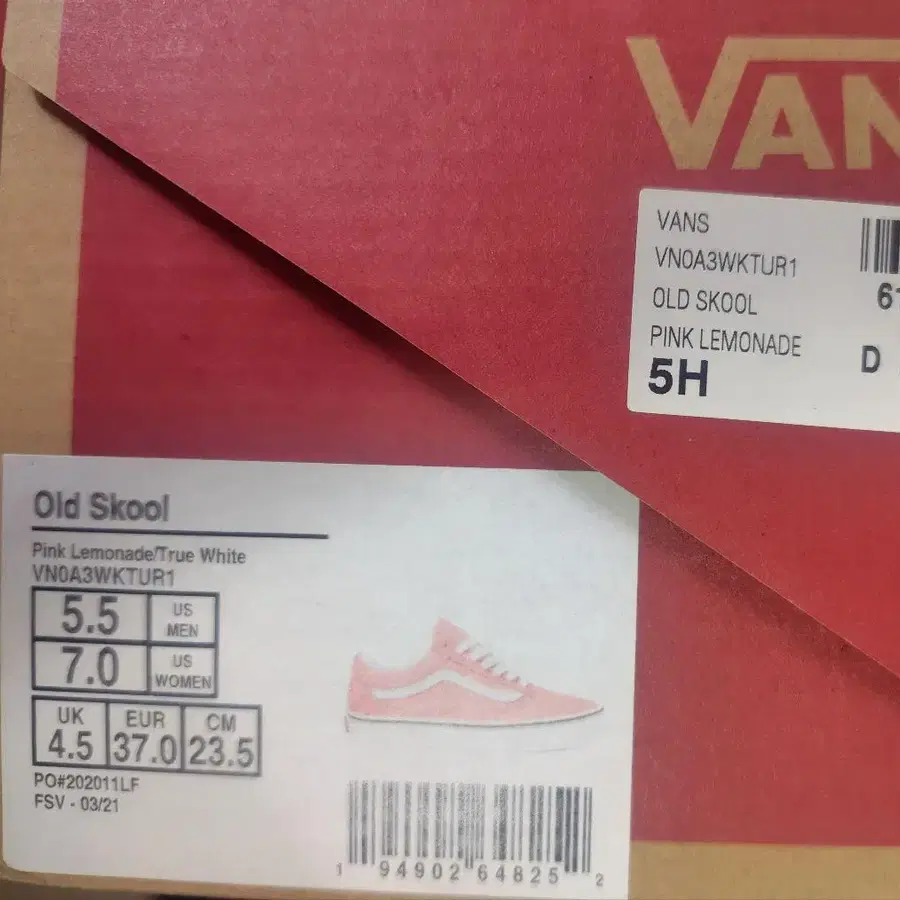 VAN
VANS
VN0A3WKTUR1
OLD SKOOL
PINK LEMONADE
5H
D
Old Skool
Pink Lemonade/True White
VN0A3WKTUR1
5.5 US MEN
7.0 US WOMEN
UK EUR CM
4.5 37.0 23.5
PO#202011LF
FSV - 03/21
1 94902 64825 2